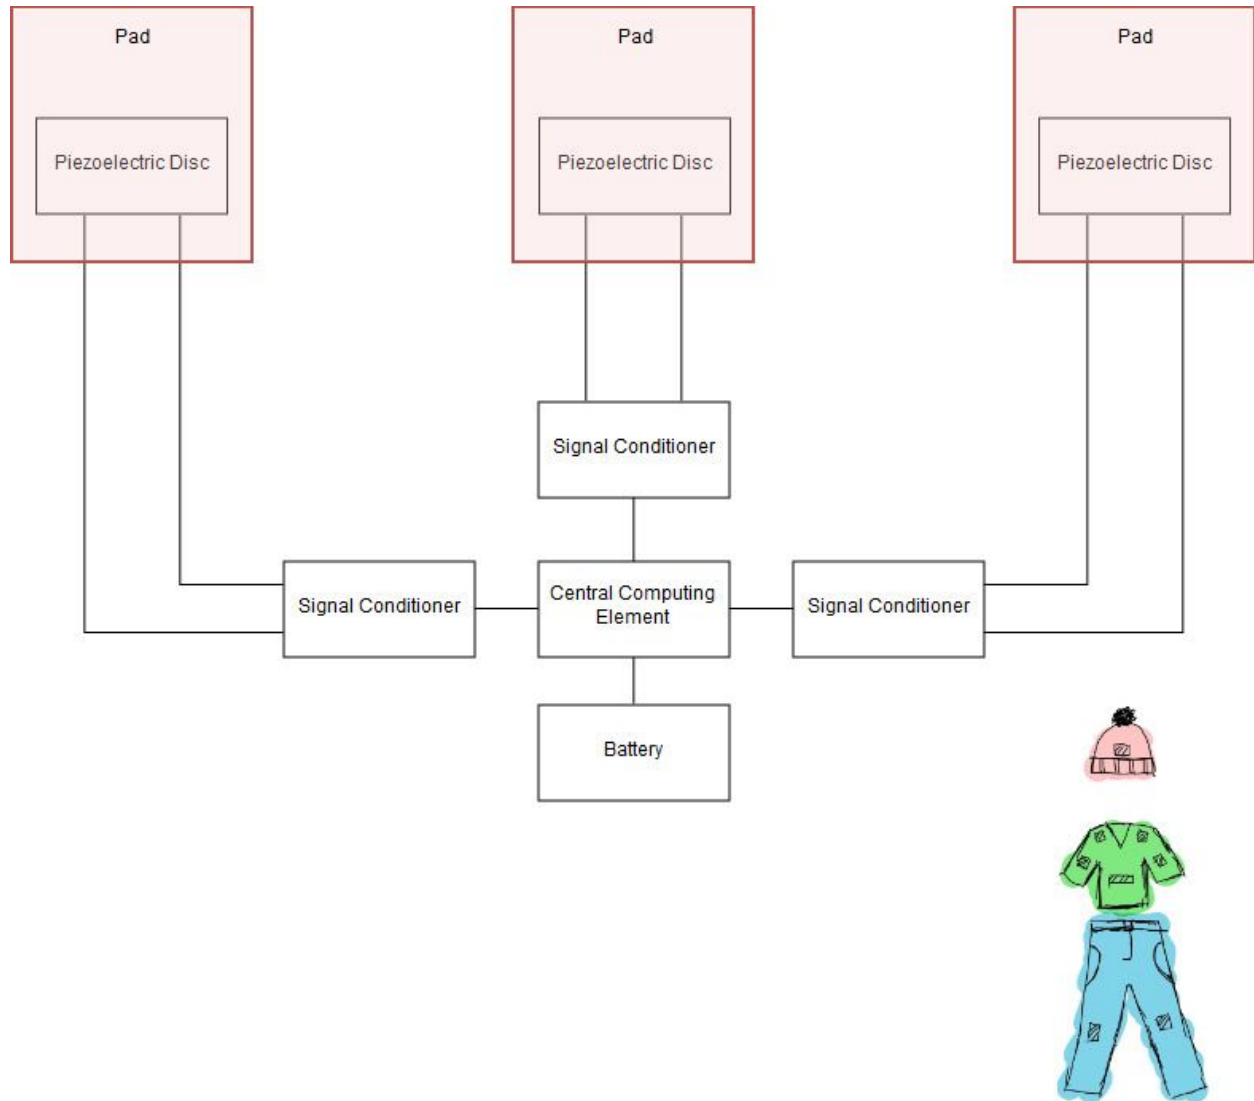 Pad
Pad
Pad
Piezoelectric Disc
Piezoelectric Disc
Piezoelectric Disc
Signal Conditioner
Signal Conditioner
Central Computing
Element
Signal Conditioner
Battery